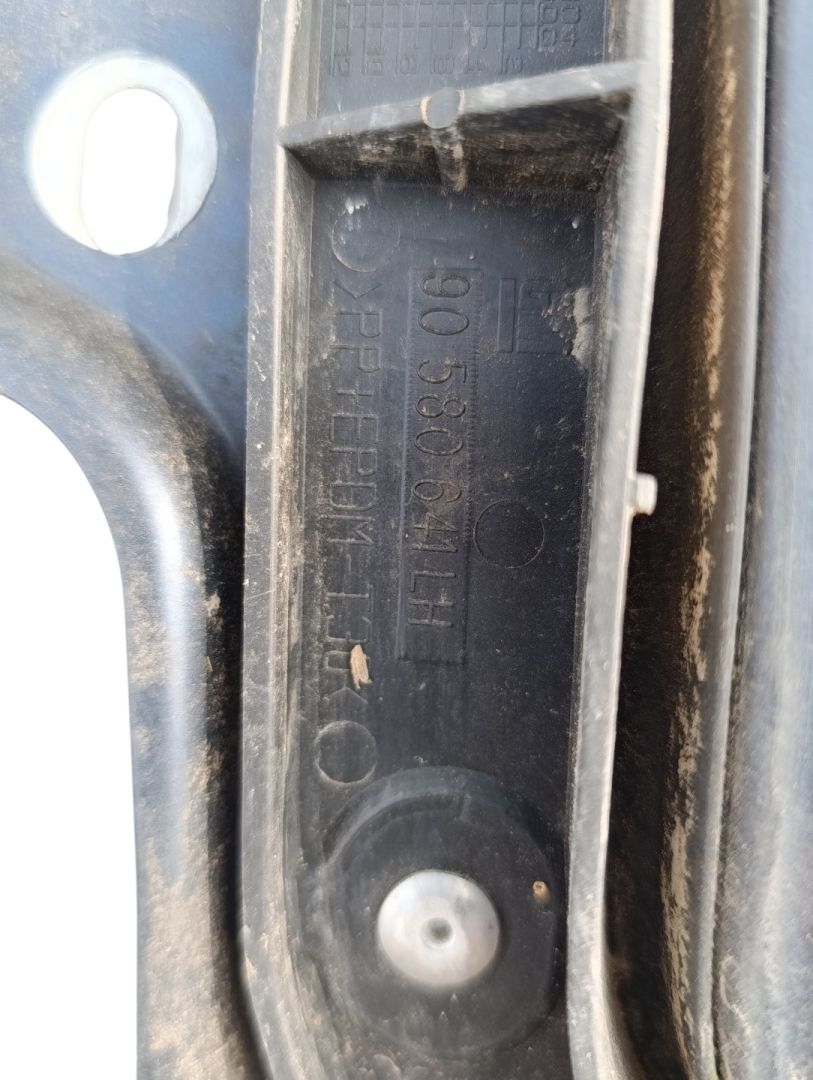 90 580 641 LH
>PP+EPDM-T30<